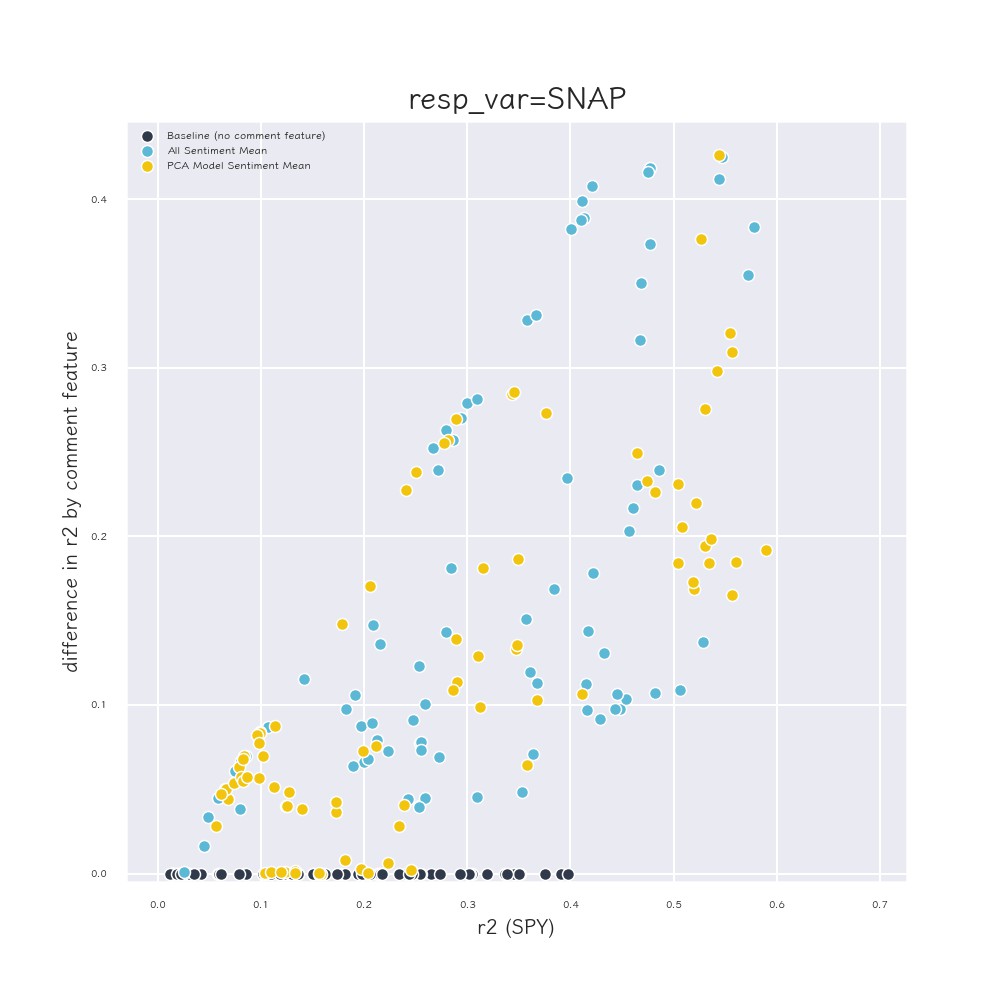 resp_var=SNAP
Baseline (no comment feature)
All Sentiment Mean
PCA Model Sentiment Mean
difference in r2 by comment feature
0.4
0.3
0.2
0.1
0.0
0.0 0.1 0.2 0.3 0.4 0.5 0.6 0.7
r2 (SPY)